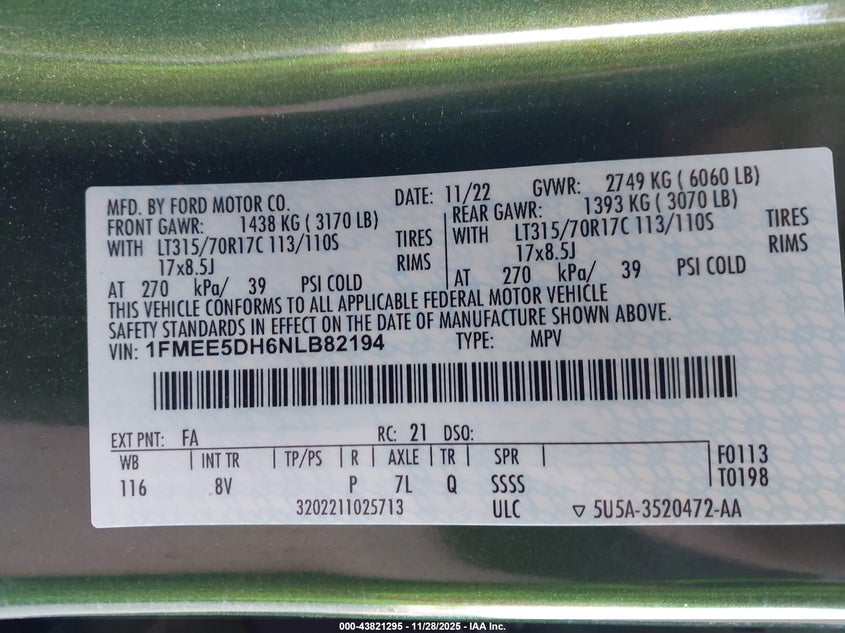 MFD. BY FORD MOTOR CO. DATE: 11/22 GVWR: 2749 KG ( 6060 LB)
FRONT GAWR: 1438 KG ( 3170 LB) REAR GAWR: 1393 KG ( 3070 LB)
WITH LT315/70R17C 113/110S TIRES WITH LT315/70R17C 113/110S TIRES
17x8.5J RIMS 17x8.5J RIMS
AT 270 kPa/ 39 PSI COLD AT 270 kPa/ 39 PSI COLD
THIS VEHICLE CONFORMS TO ALL APPLICABLE FEDERAL MOTOR VEHICLE
SAFETY STANDARDS IN EFFECT ON THE DATE OF MANUFACTURE SHOWN ABOVE.
VIN: 1FMEE5DH6NLB82194 TYPE: MPV
EXT PNT: FA RC: 21 DSO:
WB INT TR TP/PS R AXLE TR SPR F0113
116 8V P 7L Q SSSS T0198
3202211025713 ULC ▽ 5U5A-3520472-AA
000-43821295 - 11/28/2025 - IAA Inc.